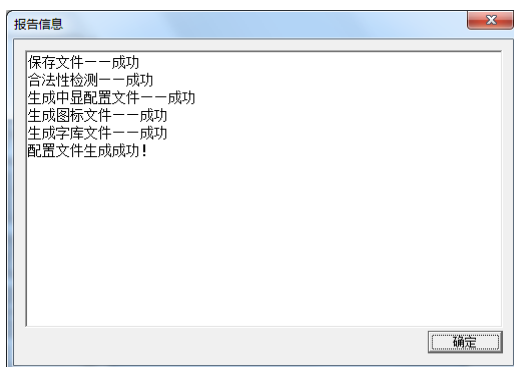 报告信息
保存文件——成功
合法性检测——成功
生成中显配置文件——成功
生成图标文件——成功
生成字库文件——成功
配置文件生成成功!
确定